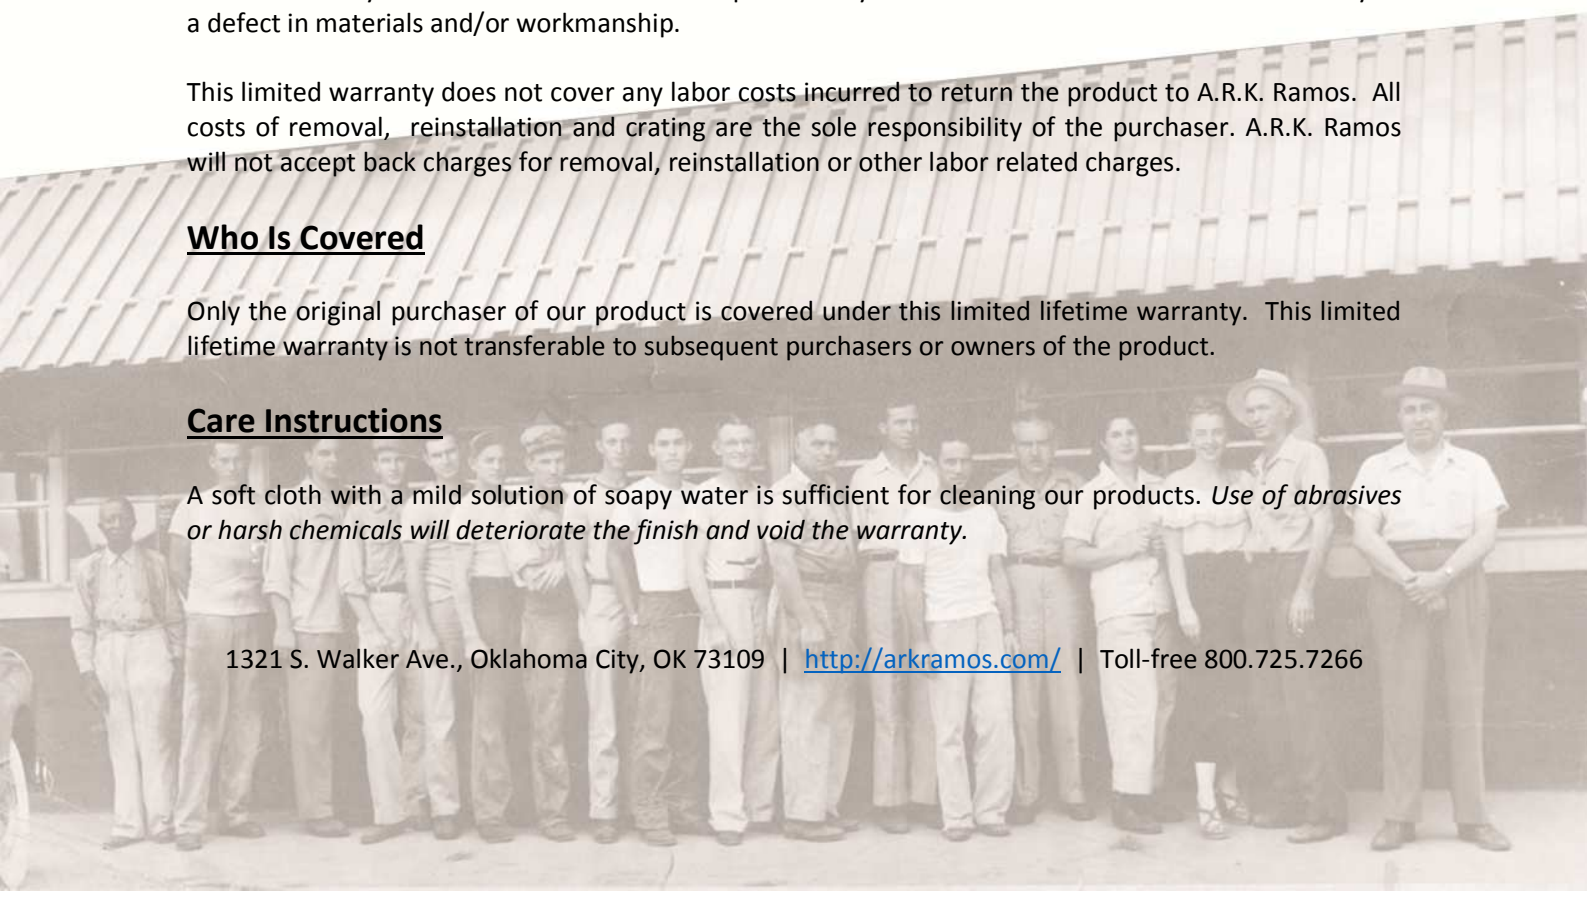 a defect in materials and/or workmanship.
This limited warranty does not cover any labor costs incurred to return the product to A.R.K. Ramos. All
costs of removal, reinstallation and crating are the sole responsibility of the purchaser. A.R.K. Ramos
will not accept back charges for removal, reinstallation or other labor related charges.
Who Is Covered
Only the original purchaser of our product is covered under this limited lifetime warranty. This limited
lifetime warranty is not transferable to subsequent purchasers or owners of the product.
Care Instructions
A soft cloth with a mild solution of soapy water is sufficient for cleaning our products. Use of abrasives
or harsh chemicals will deteriorate the finish and void the warranty.
1321 S. Walker Ave., Oklahoma City, OK 73109 | http://arkramos.com/ | Toll-free 800.725.7266